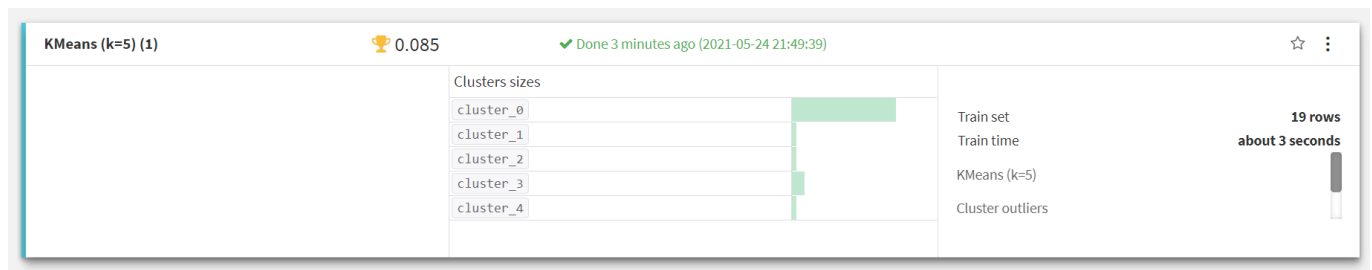 KMeans (k=5) (1)
0.085
Done 3 minutes ago (2021-05-24 21:49:39)
Clusters sizes
cluster_0
cluster_1
cluster_2
cluster_3
cluster_4
Train set 19 rows
Train time about 3 seconds
KMeans (k=5)
Cluster outliers